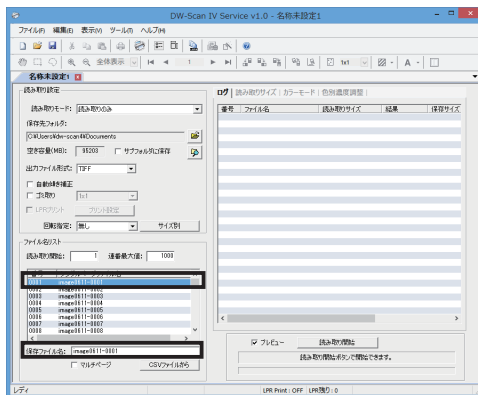 DW-Scan IV Service v1.0 - 名称未設定1
ファイル(F) 編集(E) 表示(V) ツール(T) ヘルプ(H)
全体表示 1 1x1 A
名称未設定1
読み取り設定
読み取りモード: 読み取りのみ
保存先フォルダ:
C:¥Users¥dw-scan4¥Documents
空き容量(MB): 95203 サブフォルダに保存
出力ファイル形式: TIFF
自動傾き補正
ゴミ取り 1x1
LPRプリント プリント設定
回転指定: 無し サイズ別
ファイル名リスト
読み取り開始: 1 連番最大値: 1000
0001 image0611-0001
0002 image0611-0002
0003 image0611-0003
0004 image0611-0004
0005 image0611-0005
0006 image0611-0006
0007 image0611-0007
0008 image0611-0008
保存ファイル名: image0611-0001
マルチページ CSVファイルから
ログ 読み取りサイズ カラーモード 色別濃度調整
番号 ファイル名 読み取りサイズ 結果 保存サイズ
プレビュー 読み取り開始
読み取り開始ボタンで開始できます。
レディ LPR Print : OFF LPR残り : 0